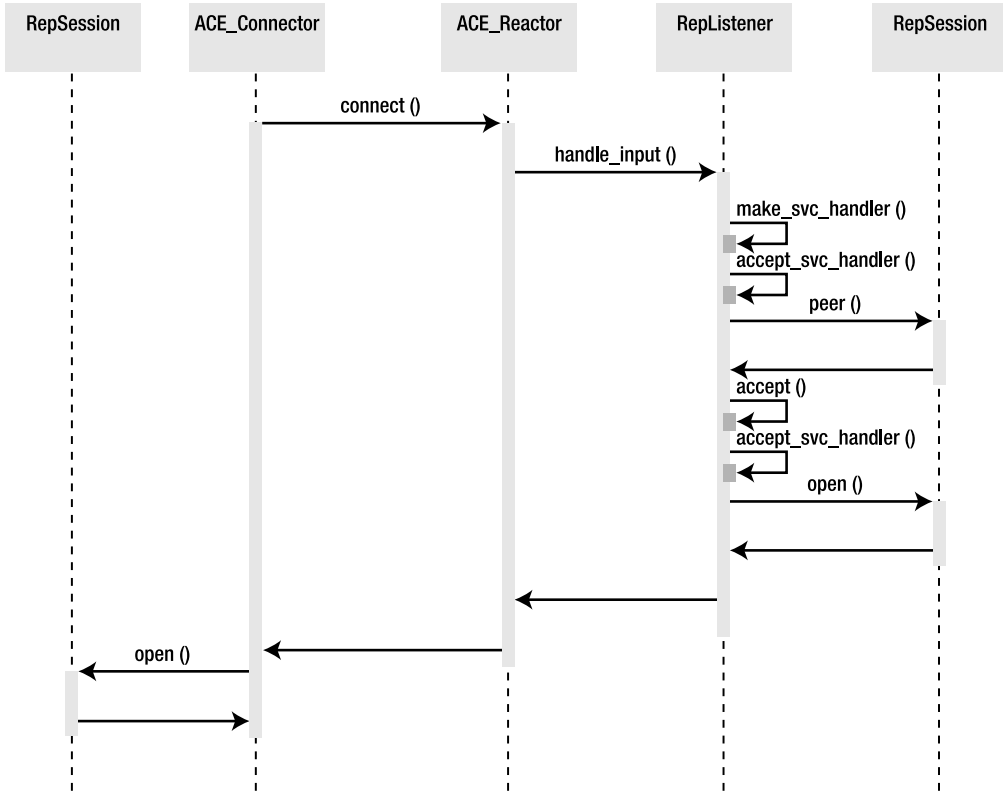 RepSession
ACE_Connector
ACE_Reactor
RepListener
RepSession
connect ()
handle_input ()
make_svc_handler ()
accept_svc_handler ()
peer ()
accept ()
accept_svc_handler ()
open ()
open ()